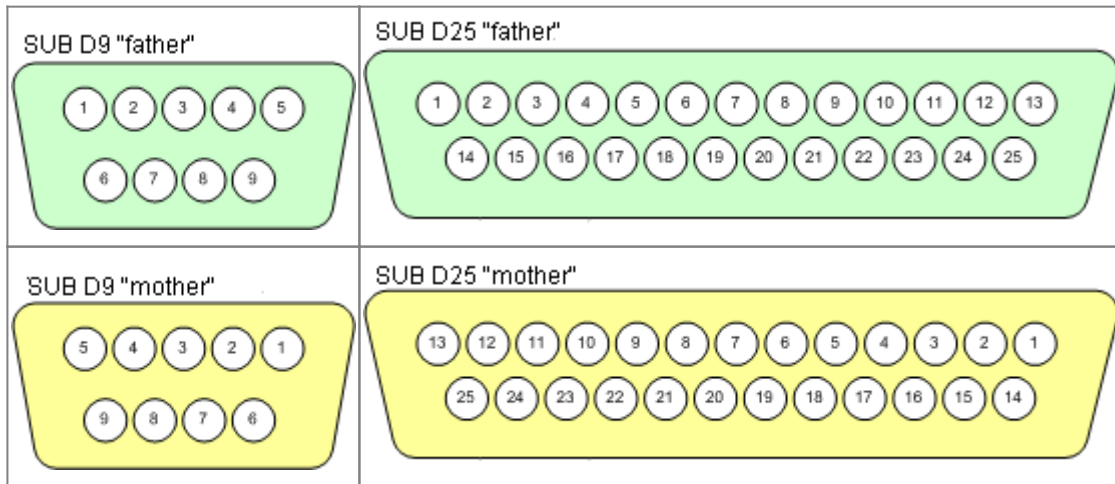 SUB D9 "father"
1 2 3 4 5
6 7 8 9
SUB D25 "father"
1 2 3 4 5 6 7 8 9 10 11 12 13
14 15 16 17 18 19 20 21 22 23 24 25
SUB D9 "mother"
5 4 3 2 1
9 8 7 6
SUB D25 "mother"
13 12 11 10 9 8 7 6 5 4 3 2 1
25 24 23 22 21 20 19 18 17 16 15 14